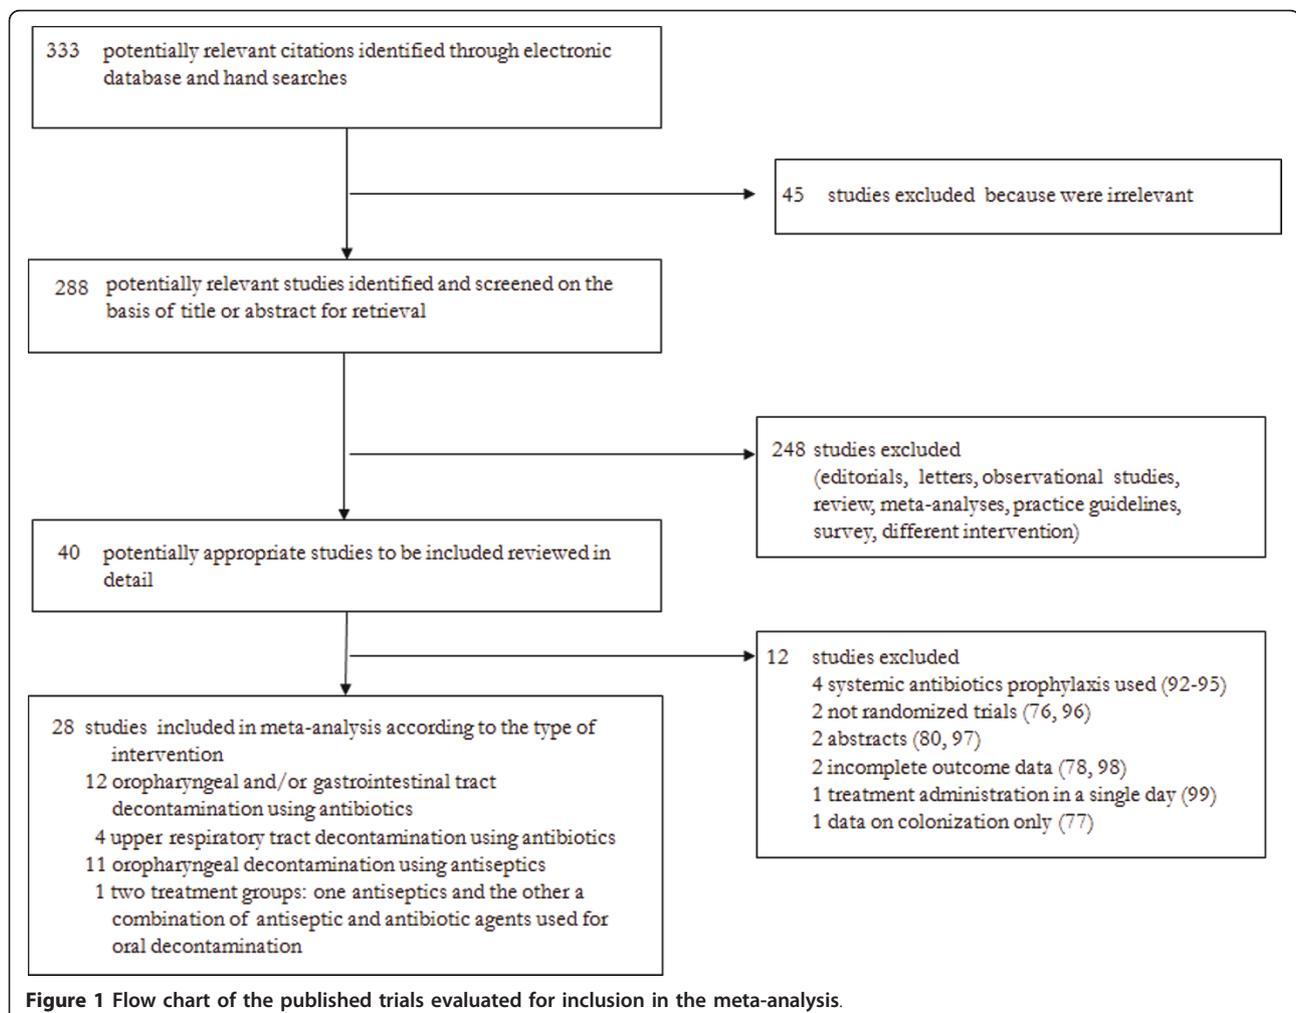 333 potentially relevant citations identified through electronic
database and hand searches
45 studies excluded because were irrelevant
288 potentially relevant studies identified and screened on the
basis of title or abstract for retrieval
248 studies excluded
(editorials, letters, observational studies,
review, meta-analyses, practice guidelines,
survey, different intervention)
40 potentially appropriate studies to be included reviewed in
detail
12 studies excluded
4 systemic antibiotics prophylaxis used (92-95)
2 not randomized trials (76, 96)
2 abstracts (80, 97)
2 incomplete outcome data (78, 98)
1 treatment administration in a single day (99)
1 data on colonization only (77)
28 studies included in meta-analysis according to the type of
intervention
12 oropharyngeal and/or gastrointestinal tract
decontamination using antibiotics
4 upper respiratory tract decontamination using antibiotics
11 oropharyngeal decontamination using antiseptics
1 two treatment groups: one antiseptics and the other a
combination of antiseptic and antibiotic agents used for
oral decontamination
Figure 1 Flow chart of the published trials evaluated for inclusion in the meta-analysis.